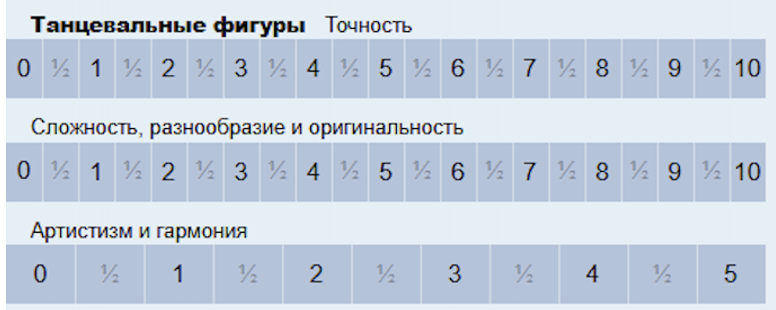 Танцевальные фигуры Точность
0 ½ 1 ½ 2 ½ 3 ½ 4 ½ 5 ½ 6 ½ 7 ½ 8 ½ 9 ½ 10
Сложность, разнообразие и оригинальность
0 ½ 1 ½ 2 ½ 3 ½ 4 ½ 5 ½ 6 ½ 7 ½ 8 ½ 9 ½ 10
Артистизм и гармония
0 ½ 1 ½ 2 ½ 3 ½ 4 ½ 5